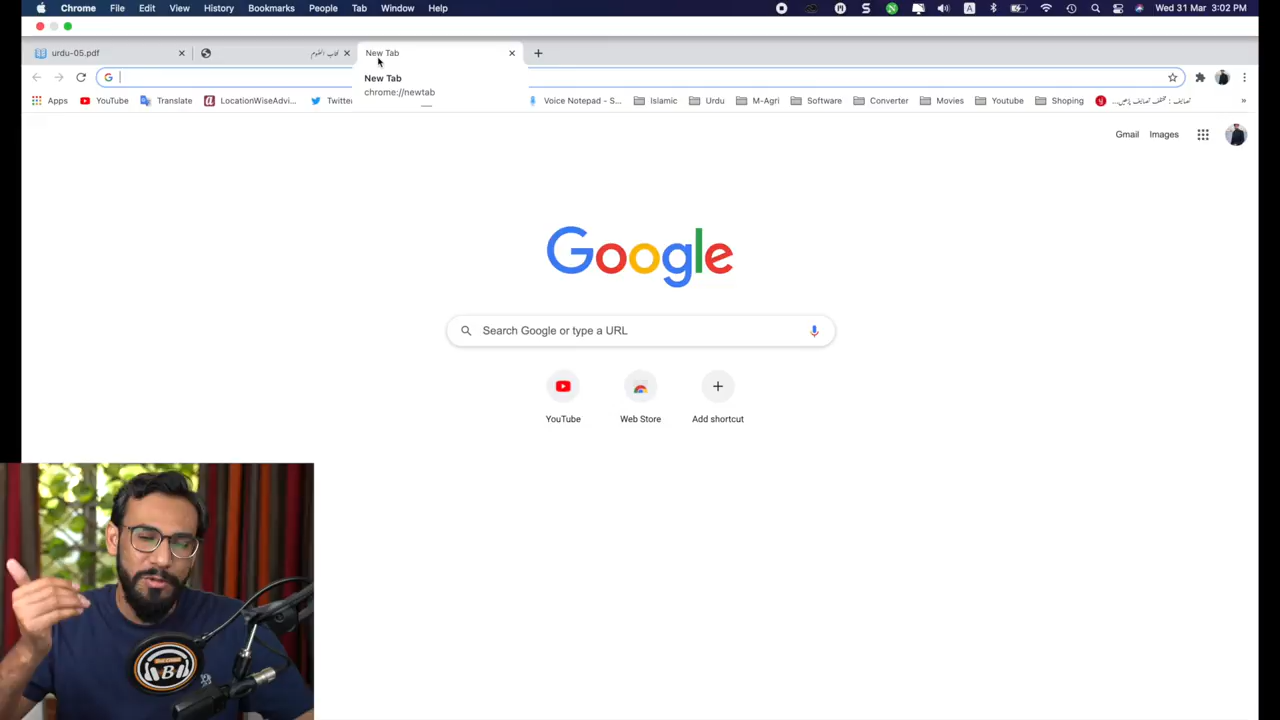 Chrome File Edit View History Bookmarks People Tab Window Help Wed 31 Mar 3:02 PM
urdu-05.pdf New Tab
New Tab
chrome://newtab
Apps YouTube Translate LocationWiseAdvi... Twitter Voice Notepad - S... Islamic Urdu M-Agri Software Converter Movies Youtube Shoping
Gmail Images
Google
Search Google or type a URL
YouTube Web Store Add shortcut
B